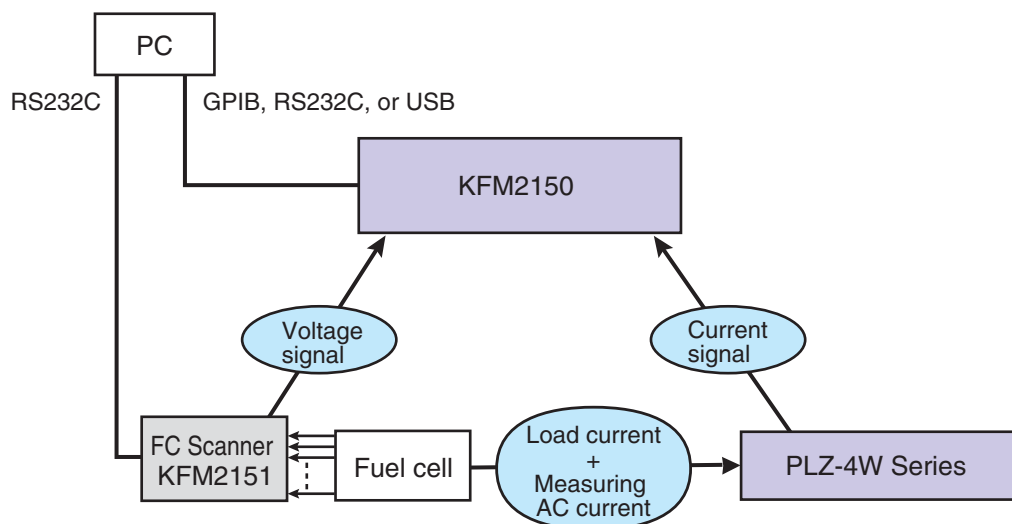 PC
RS232C
GPIB, RS232C, or USB
KFM2150
Voltage
signal
Current
signal
FC Scanner
KFM2151
Fuel cell
Load current
+
Measuring
AC current
PLZ-4W Series